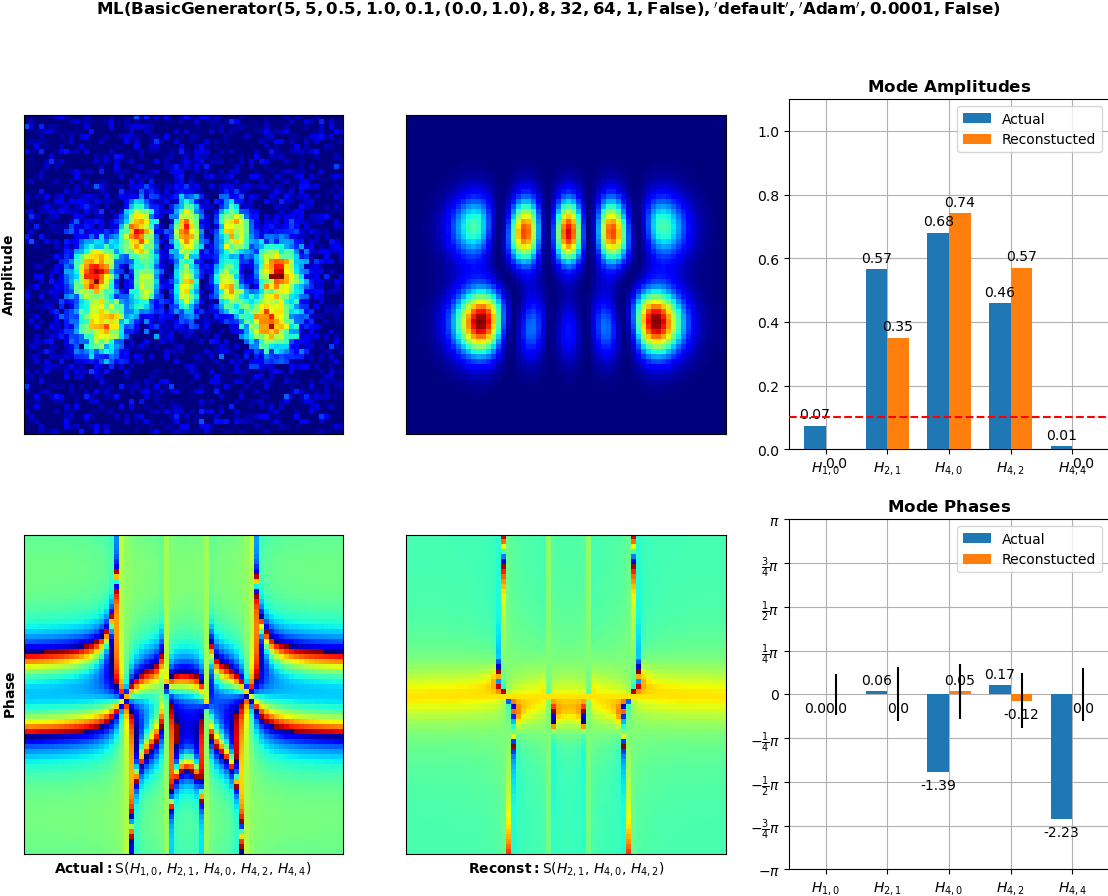 ML(BasicGenerator(5, 5, 0.5, 1.0, 0.1, (0.0, 1.0), 8, 32, 64, 1, False), ′default′, ′Adam′, 0.0001, False)
Amplitude
Mode Amplitudes
Actual
Reconstucted
1.0
0.8
0.6
0.4
0.2
0.0
0.07
0.0
0.57
0.35
0.68
0.74
0.46
0.57
0.01
0.0
H1,0
H2,1
H4,0
H4,2
H4,4
Phase
Actual: S(H1,0, H2,1, H4,0, H4,2, H4,4)
Reconst: S(H2,1, H4,0, H4,2)
Mode Phases
Actual
Reconstucted
π
3/4π
1/2π
1/4π
0
−1/4π
−1/2π
−3/4π
−π
0.0
0.0
0.06
0.0
-1.39
0.05
0.17
-0.12
-2.23
0.0
H1,0
H2,1
H4,0
H4,2
H4,4